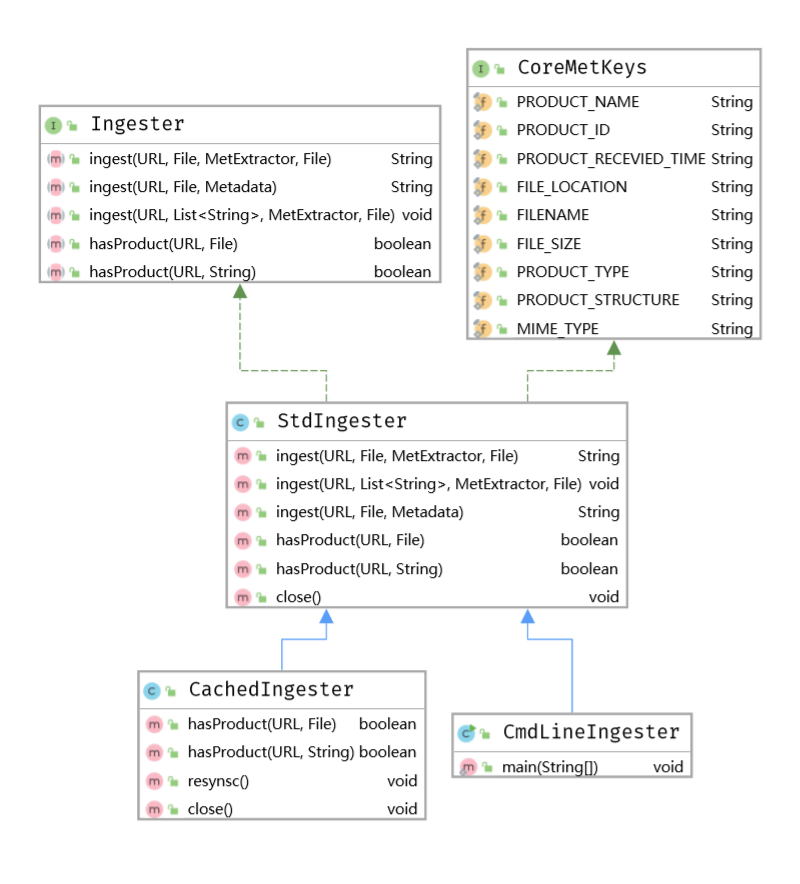 Ingester
ingest(URL, File, MetExtractor, File) String
ingest(URL, File, Metadata) String
ingest(URL, List<String>, MetExtractor, File) void
hasProduct(URL, File) boolean
hasProduct(URL, String) boolean
CoreMetKeys
PRODUCT_NAME String
PRODUCT_ID String
PRODUCT_RECEVIED_TIME String
FILE_LOCATION String
FILENAME String
FILE_SIZE String
PRODUCT_TYPE String
PRODUCT_STRUCTURE String
MIME_TYPE String
StdIngester
ingest(URL, File, MetExtractor, File) String
ingest(URL, List<String>, MetExtractor, File) void
ingest(URL, File, Metadata) String
hasProduct(URL, File) boolean
hasProduct(URL, String) boolean
close() void
CachedIngester
hasProduct(URL, File) boolean
hasProduct(URL, String) boolean
resynsc() void
close() void
CmdLineIngester
main(String[]) void